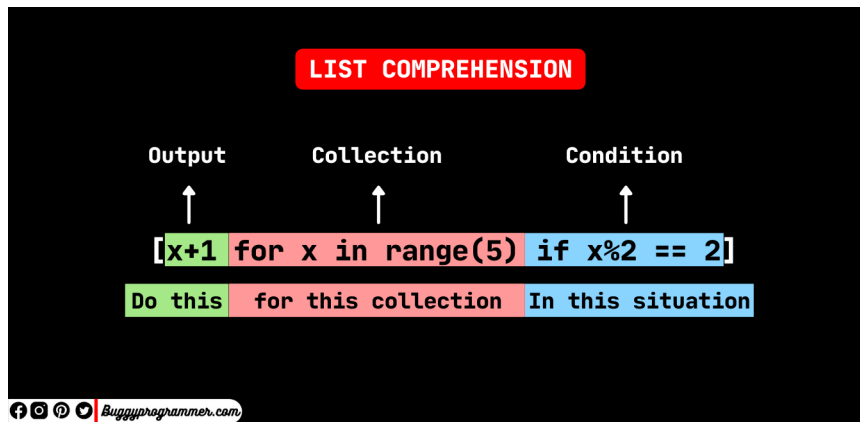 LIST COMPREHENSION
Output Collection Condition
[x+1 for x in range(5) if x%2 == 2]
Do this for this collection In this situation
Buggyprogrammer.com